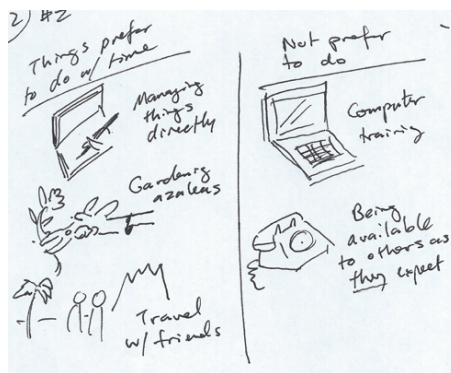 2) #2
Things prefer
to do w/ time
Managing
things
directly
Gardening
azaleas
Travel
w/ friends
Not prefer
to do
Computer
training
Being
available
to others as
they expect